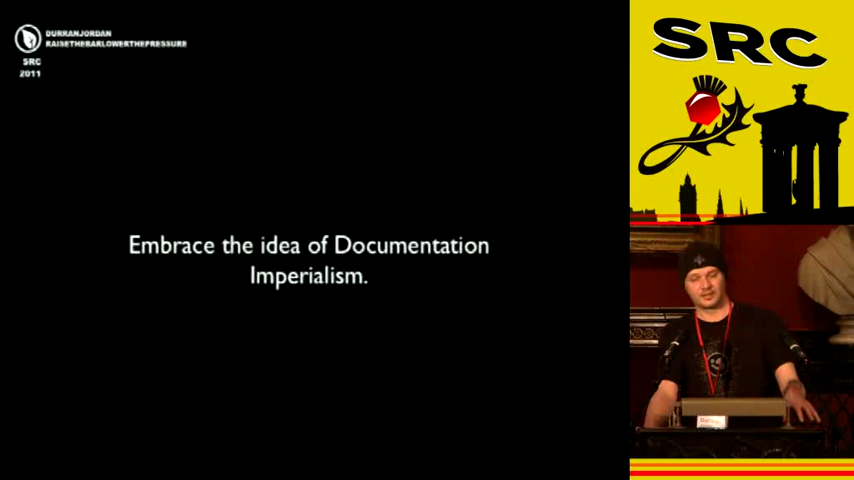 DURRANJORDAN
RAISETHEBARLOWERTHEPRESSURE
SRC
2011
Embrace the idea of Documentation
Imperialism.
SRC